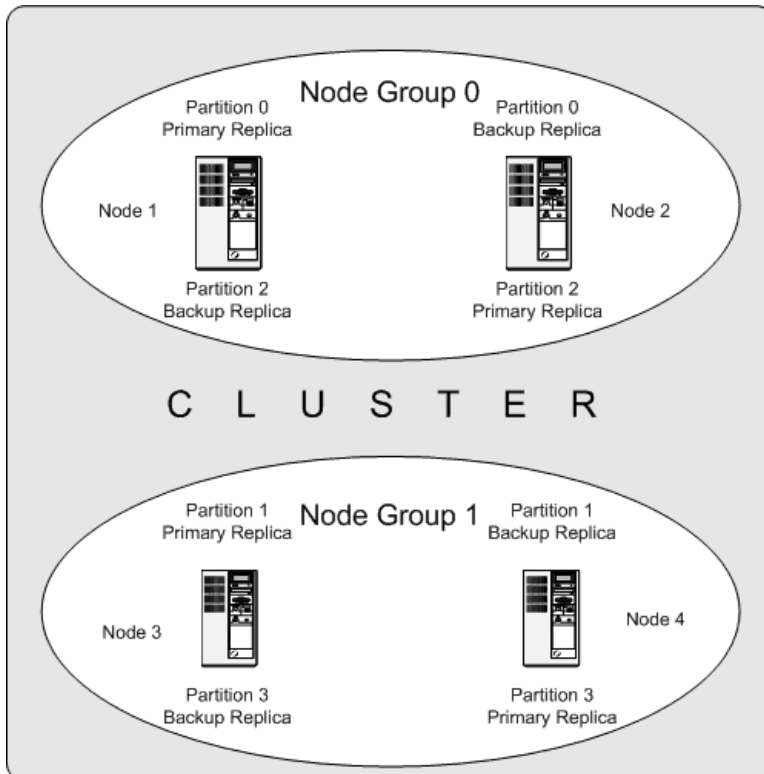 Node Group 0
Partition 0
Primary Replica
Partition 0
Backup Replica
Node 1
Node 2
Partition 2
Backup Replica
Partition 2
Primary Replica
C L U S T E R
Node Group 1
Partition 1
Primary Replica
Partition 1
Backup Replica
Node 3
Node 4
Partition 3
Backup Replica
Partition 3
Primary Replica